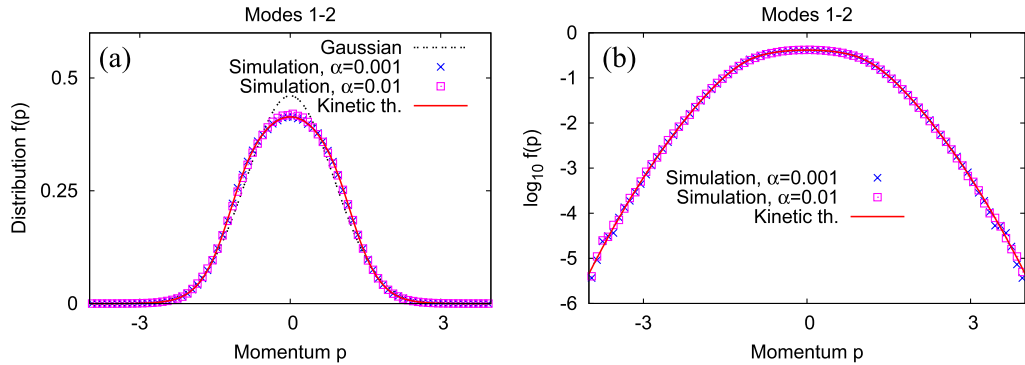 Modes 1-2
(a)
Gaussian
Simulation, α=0.001
Simulation, α=0.01
Kinetic th.
Distribution f(p)
0.5
0.25
0
-3
0
3
Momentum p
Modes 1-2
(b)
Simulation, α=0.001
Simulation, α=0.01
Kinetic th.
log10 f(p)
0
-1
-2
-3
-4
-5
-6
-3
0
3
Momentum p